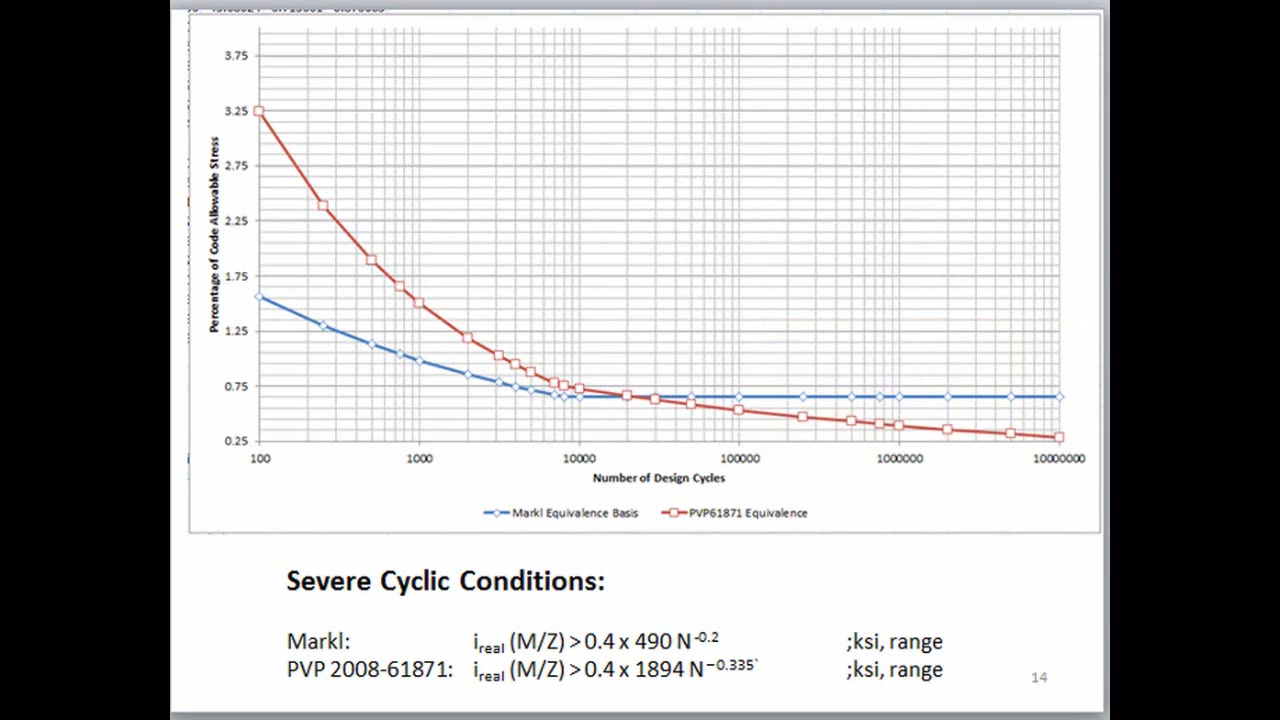 3.75
3.25
2.75
2.25
1.75
1.25
0.75
0.25
Percentage of Code Allowable Stress
100 1000 10000 100000 1000000 10000000
Number of Design Cycles
Markl Equivalence Basis PVP61871 Equivalence
Severe Cyclic Conditions:
Markl: i real (M/Z) > 0.4 x 490 N -0.2 ;ksi, range
PVP 2008-61871: i real (M/Z) > 0.4 x 1894 N −0.335` ;ksi, range
14